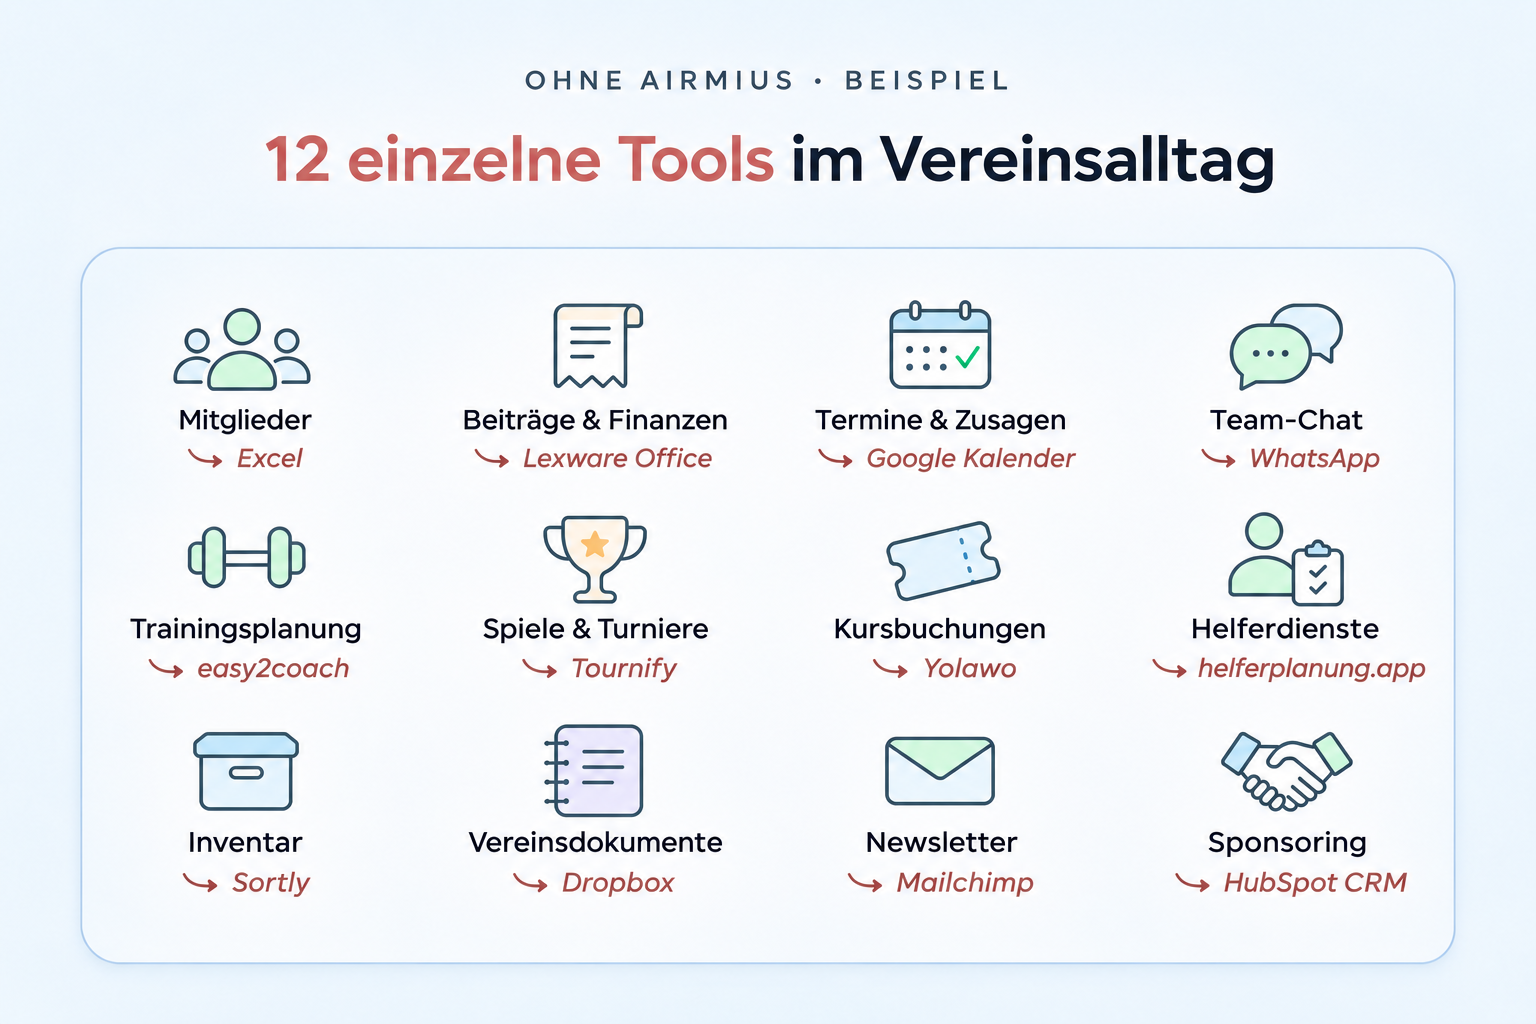 OHNE AIRMIUS · BEISPIEL
12 einzelne Tools im Vereinsalltag
Mitglieder
Excel
Beiträge & Finanzen
Lexware Office
Termine & Zusagen
Google Kalender
Team-Chat
WhatsApp
Trainingsplanung
easy2coach
Spiele & Turniere
Tournify
Kursbuchungen
Yolawo
Helferdienste
helferplanung.app
Inventar
Sortly
Vereinsdokumente
Dropbox
Newsletter
Mailchimp
Sponsoring
HubSpot CRM